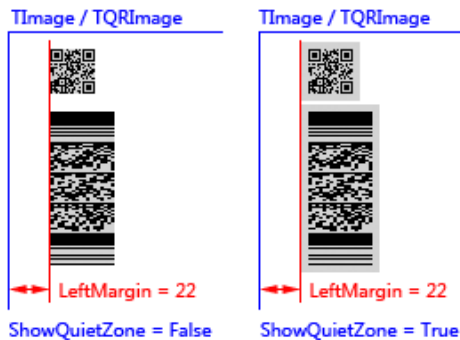 TImage / TQRImage
LeftMargin = 22
ShowQuietZone = False
TImage / TQRImage
LeftMargin = 22
ShowQuietZone = True